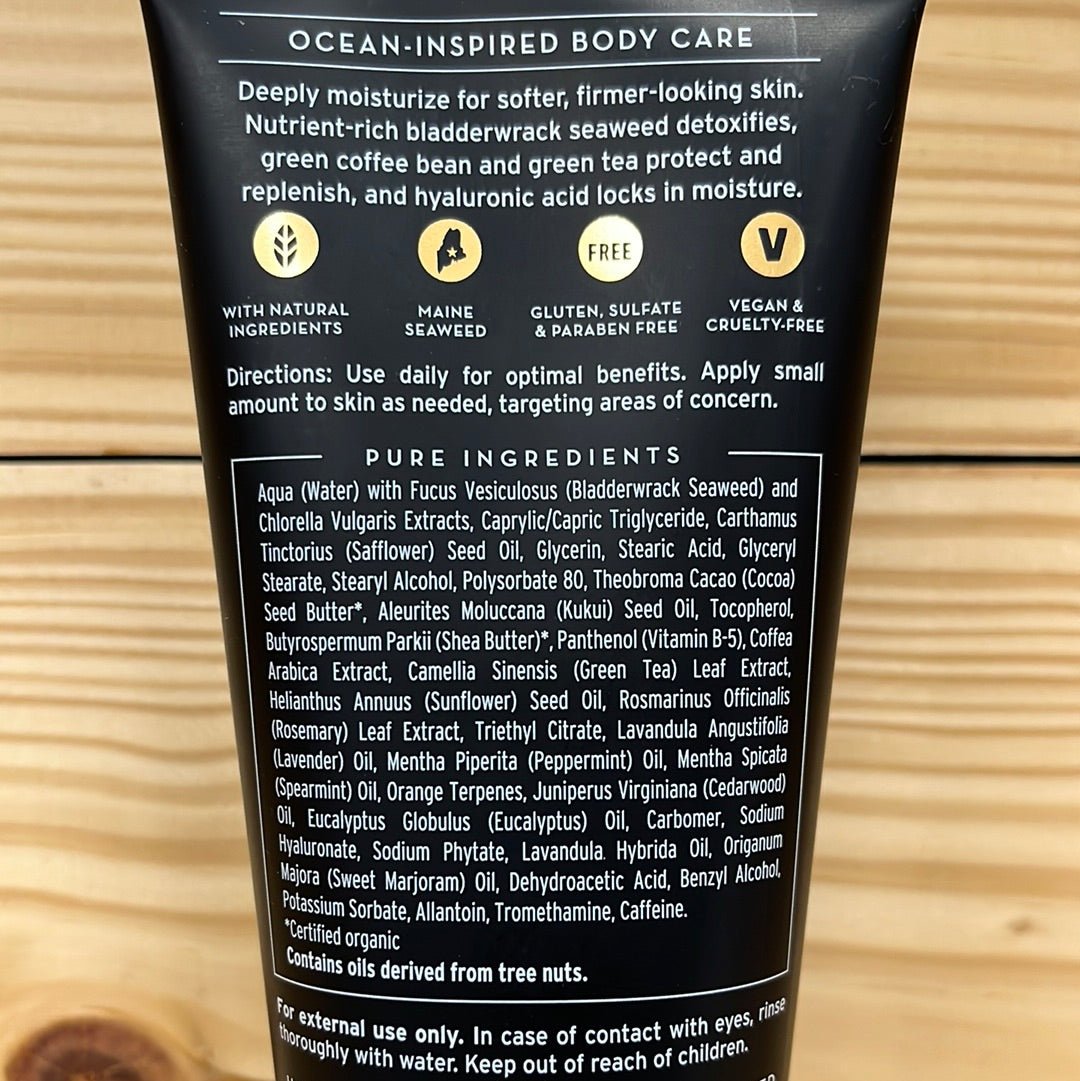 OCEAN-INSPIRED BODY CARE
Deeply moisturize for softer, firmer-looking skin.
Nutrient-rich bladderwrack seaweed detoxifies,
green coffee bean and green tea protect and
replenish, and hyaluronic acid locks in moisture.
FREE
V
WITH NATURAL
INGREDIENTS
MAINE
SEAWEED
GLUTEN, SULFATE
& PARABEN FREE
VEGAN &
CRUELTY-FREE
Directions: Use daily for optimal benefits. Apply small
amount to skin as needed, targeting areas of concern.
PURE INGREDIENTS
Aqua (Water) with Fucus Vesiculosus (Bladderwrack Seaweed) and
Chlorella Vulgaris Extracts, Caprylic/Capric Triglyceride, Carthamus
Tinctorius (Safflower) Seed Oil, Glycerin, Stearic Acid, Glyceryl
Stearate, Stearyl Alcohol, Polysorbate 80, Theobroma Cacao (Cocoa)
Seed Butter*, Aleurites Moluccana (Kukui) Seed Oil, Tocopherol,
Butyrospermum Parkii (Shea Butter)*, Panthenol (Vitamin B-5), Coffea
Arabica Extract, Camellia Sinensis (Green Tea) Leaf Extract,
Helianthus Annuus (Sunflower) Seed Oil, Rosmarinus Officinalis
(Rosemary) Leaf Extract, Triethyl Citrate, Lavandula Angustifolia
(Lavender) Oil, Mentha Piperita (Peppermint) Oil, Mentha Spicata
(Spearmint) Oil, Orange Terpenes, Juniperus Virginiana (Cedarwood)
Oil, Eucalyptus Globulus (Eucalyptus) Oil, Carbomer, Sodium
Hyaluronate, Sodium Phytate, Lavandula Hybrida Oil, Origanum
Majora (Sweet Marjoram) Oil, Dehydroacetic Acid, Benzyl Alcohol,
Potassium Sorbate, Allantoin, Tromethamine, Caffeine.
*Certified organic
Contains oils derived from tree nuts.
For external use only. In case of contact with eyes, rinse
thoroughly with water. Keep out of reach of children.